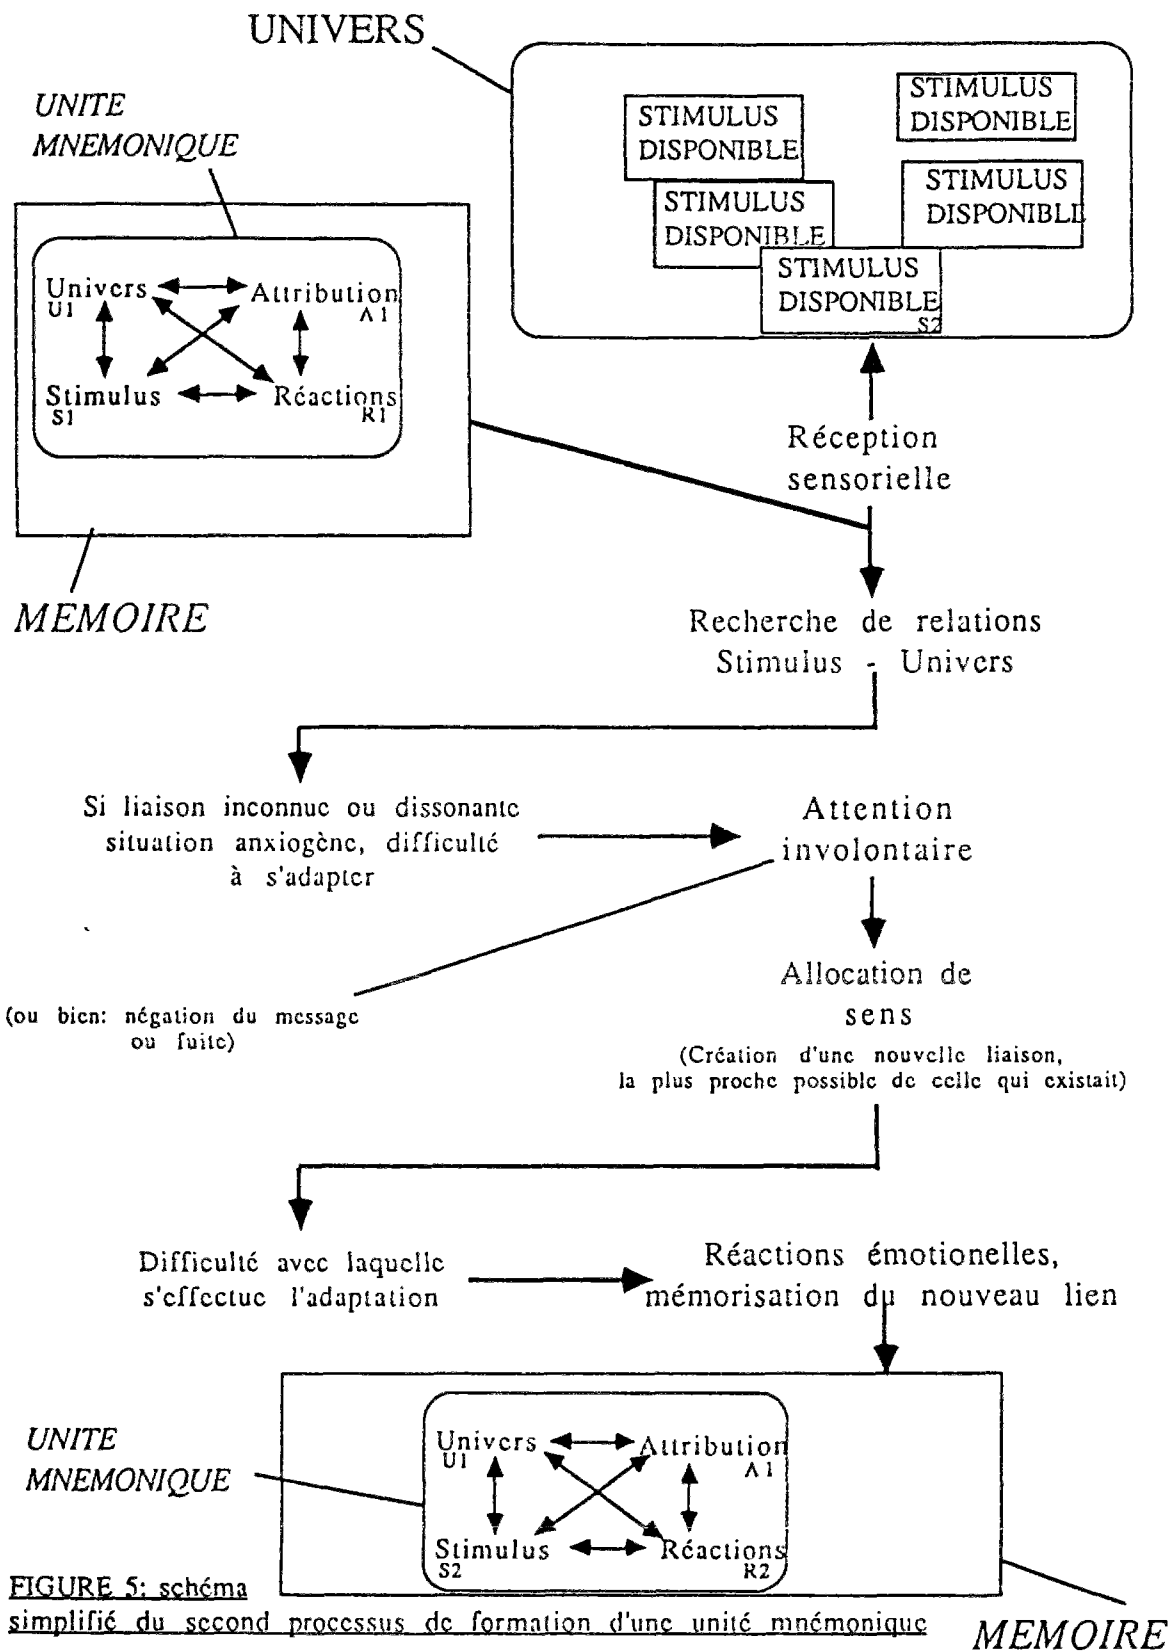 UNIVERS
UNITE
MNEMONIQUE
STIMULUS
DISPONIBLE
STIMULUS
DISPONIBLE
STIMULUS
DISPONIBLE
STIMULUS
DISPONIBLE
STIMULUS
DISPONIBLE
S2
Univers
U1
Attribution
A1
Stimulus
S1
Réactions
R1
MEMOIRE
Réception
sensorielle
Recherche de relations
Stimulus - Univers
Si liaison inconnue ou dissonante
situation anxiogène, difficulté
à s'adapter
Attention
involontaire
(ou bien: négation du message
ou fuite)
Allocation de
sens
(Création d'une nouvelle liaison,
la plus proche possible de celle qui existait)
Difficulté avec laquelle
s'effectue l'adaptation
Réactions émotionelles,
mémorisation du nouveau lien
UNITE
MNEMONIQUE
Univers
U1
Attribution
A1
Stimulus
S2
Réactions
R2
MEMOIRE
FIGURE 5: schéma
simplifié du second processus de formation d'une unité mnémonique